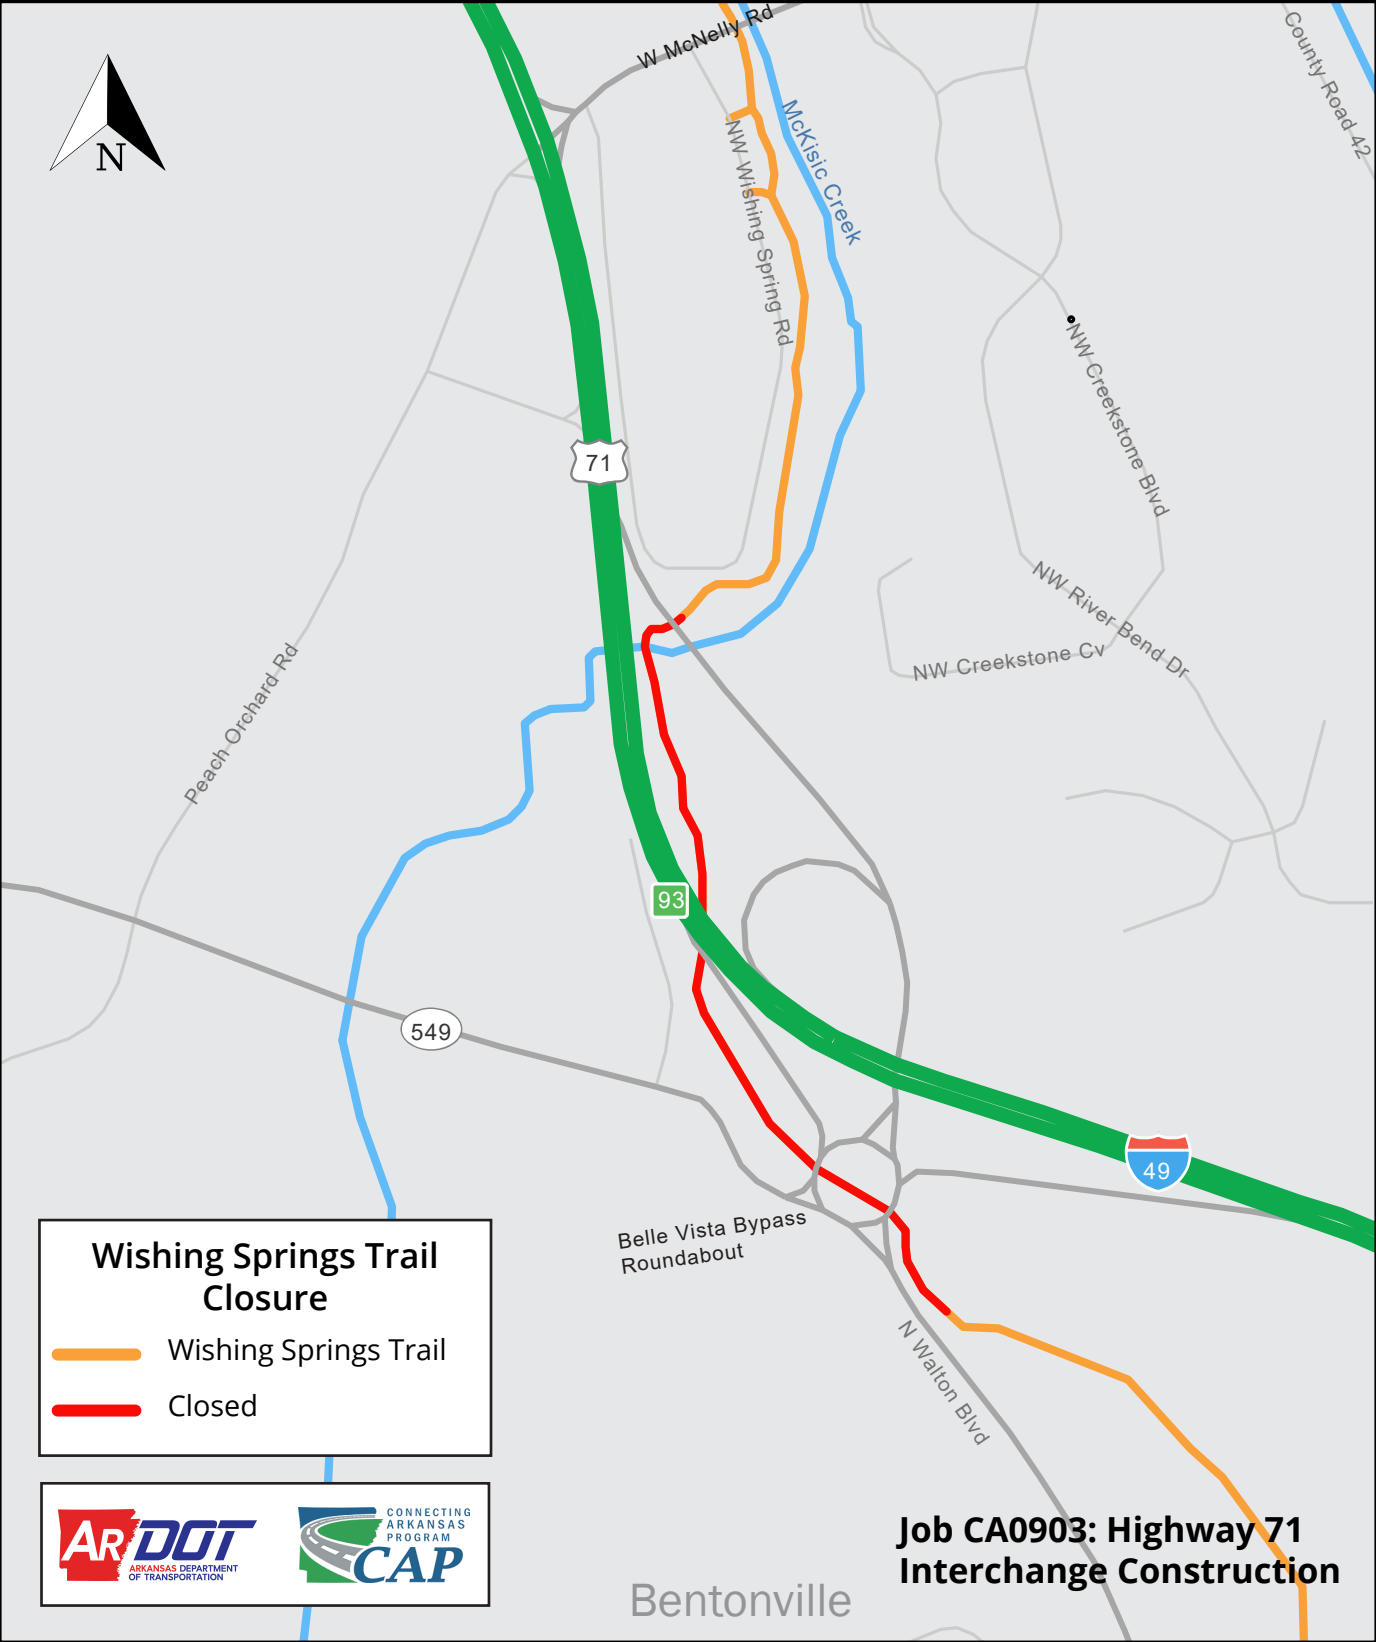 W McNelly Rd
County Road 42
N
McKisic Creek
NW Wishing Spring Rd
NW Creekstone Blvd
71
NW River Bend Dr
NW Creekstone Cv
Peach Orchard Rd
93
549
49
Belle Vista Bypass
Roundabout
N Walton Blvd
Wishing Springs Trail
Closure
Wishing Springs Trail
Closed
ARDOT
ARKANSAS DEPARTMENT
OF TRANSPORTATION
CONNECTING
ARKANSAS
PROGRAM
CAP
Job CA0903: Highway 71
Interchange Construction
Bentonville